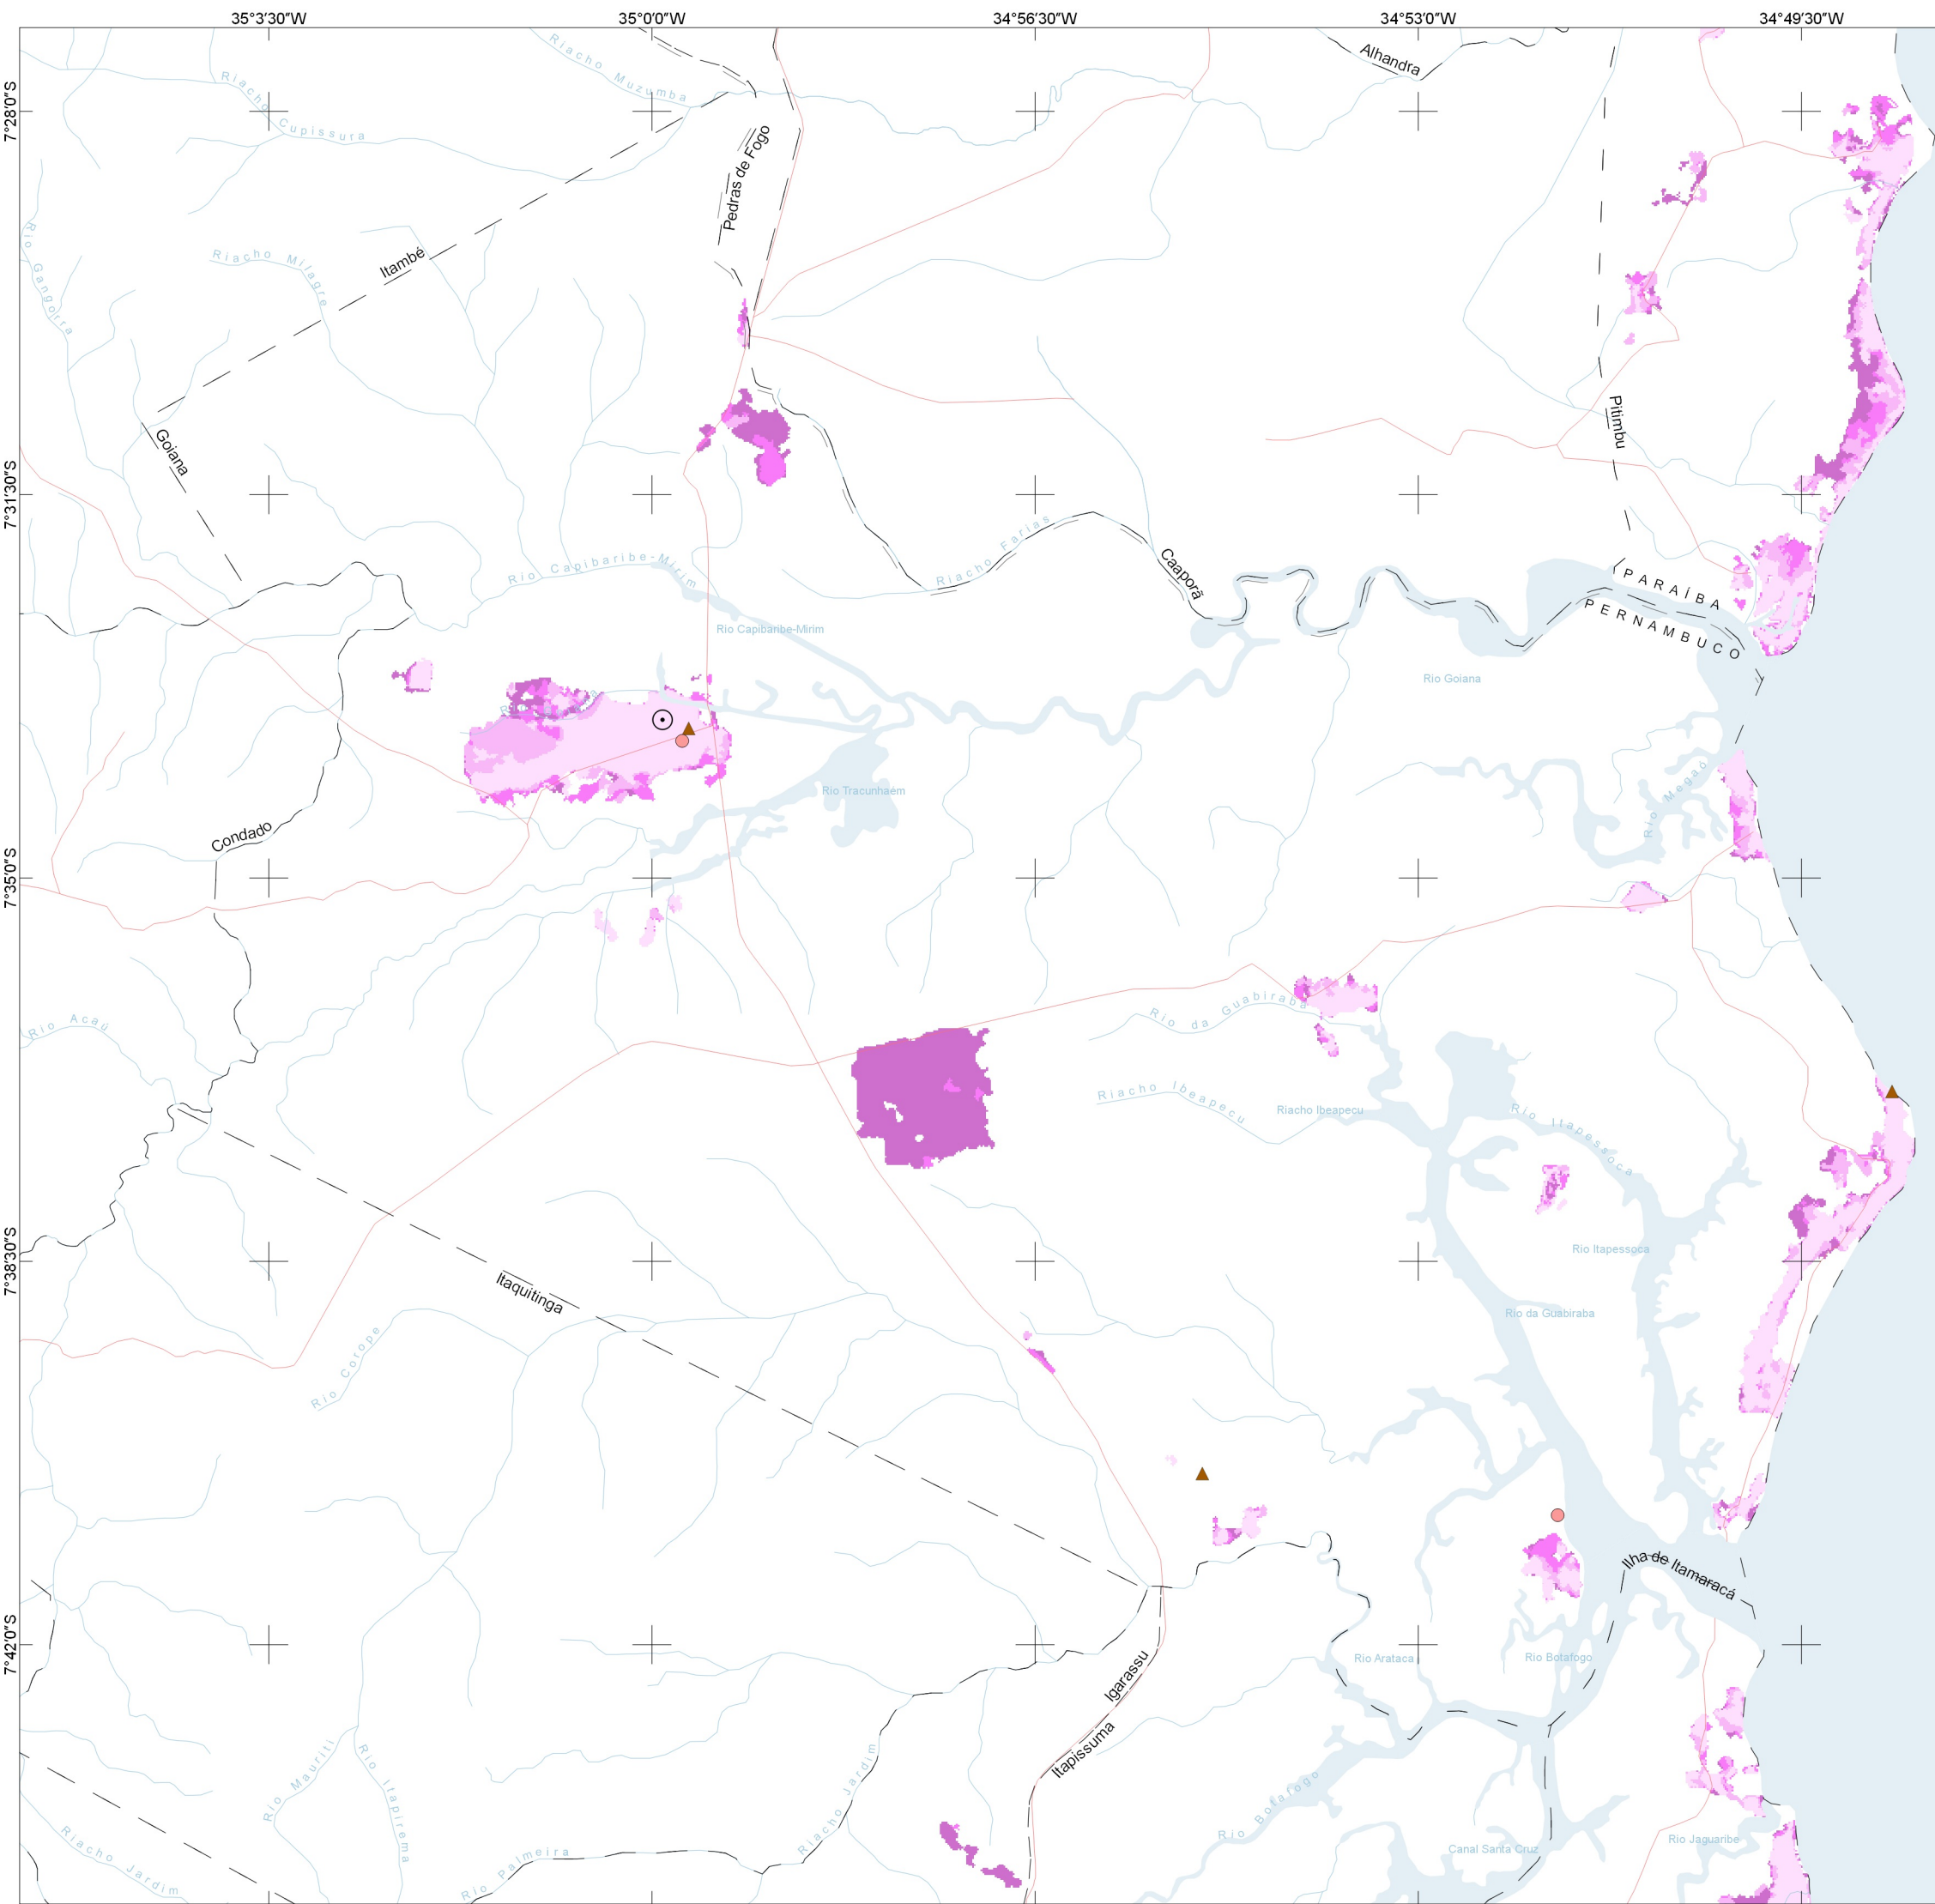 35°3'30"W
35°0'0"W
34°56'30"W
34°53'0"W
34°49'30"W
7°28'0"S
7°31'30"S
7°35'0"S
7°38'30"S
7°42'0"S
Riacho Muzumba
Alhandra
Riacho Cupissura
Pedras de Fogo
Rio Gangorra
Riacho Milagre
Itambé
Goiana
Pitimbu
Riacho Farias
Rio Capibaribe-Mirim
Caaporã
PARAÍBA
PERNAMBUCO
Rio Capibaribe-Mirim
Rio Goiana
Rio Tracunhaém
Rio Megaó
Condado
Rio Acaú
Rio da Guabiraba
Riacho Ibeapecu
Riacho Ibeapecu
Rio Itapessoca
Rio Itapessoca
Itaquitinga
Rio da Guabiraba
Rio Corope
Ilha de Itamaracá
Igarassu
Rio Arataca
Rio Botafogo
Itapissuma
Rio Mauriti
Rio Itapirema
Riacho Jardim
Rio Botafogo
Riacho Jardim
Rio Palmeira
Canal Santa Cruz
Rio Jaguaribe